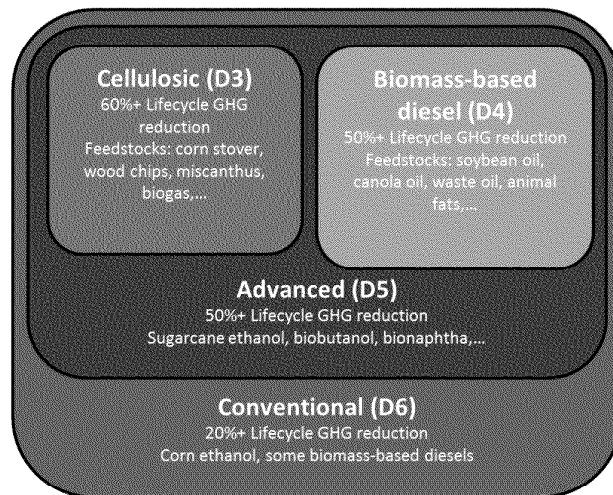 Cellulosic (D3)
60%+ Lifecycle GHG
reduction
Feedstocks: corn stover,
wood chips, miscanthus,
biogas,...
Biomass-based
diesel (D4)
50%+ Lifecycle GHG reduction
Feedstocks: soybean oil,
canola oil, waste oil, animal
fats,...
Advanced (D5)
50%+ Lifecycle GHG reduction
Sugarcane ethanol, biobutanol, bionaphtha,...
Conventional (D6)
20%+ Lifecycle GHG reduction
Corn ethanol, some biomass-based diesels